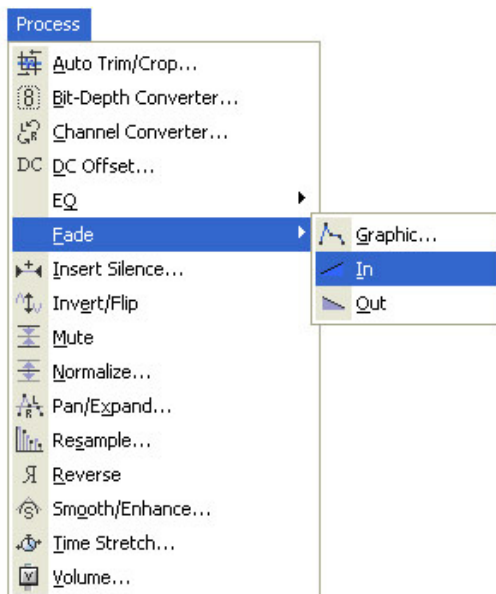 Process
Auto Trim/Crop...
Bit-Depth Converter...
Channel Converter...
DC DC Offset...
EQ
Fade
Graphic...
In
Out
Insert Silence...
Invert/Flip
Mute
Normalize...
Pan/Expand...
Resample...
Reverse
Smooth/Enhance...
Time Stretch...
Volume...